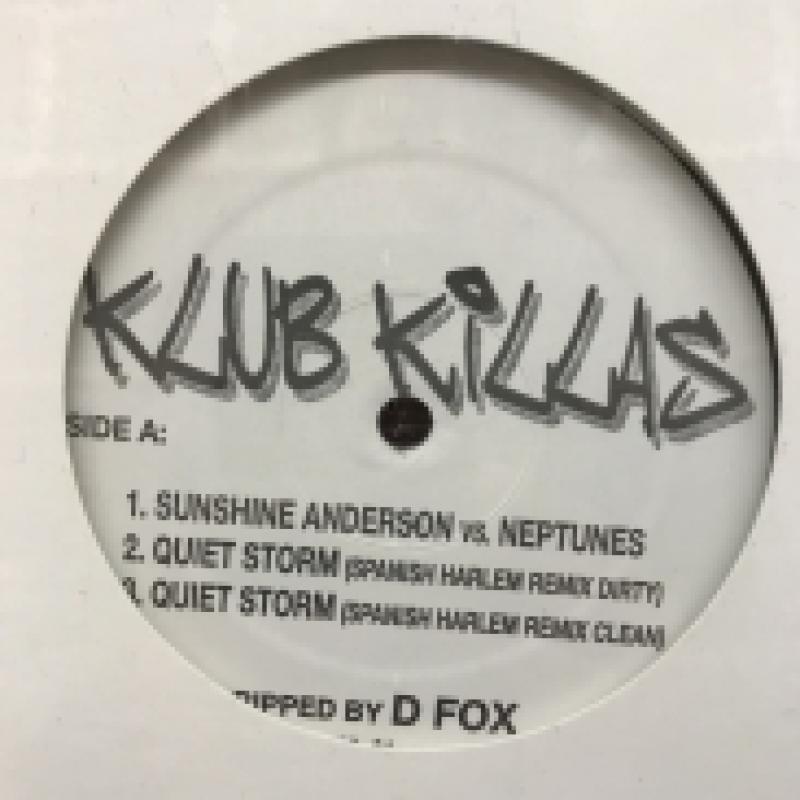 KLUB KiLLAS
SIDE A:
1. SUNSHINE ANDERSON vs. NEPTUNES
2. QUIET STORM (SPANISH HARLEM REMIX DIRTY)
3. QUIET STORM (SPANISH HARLEM REMIX CLEAN)
BY D FOX